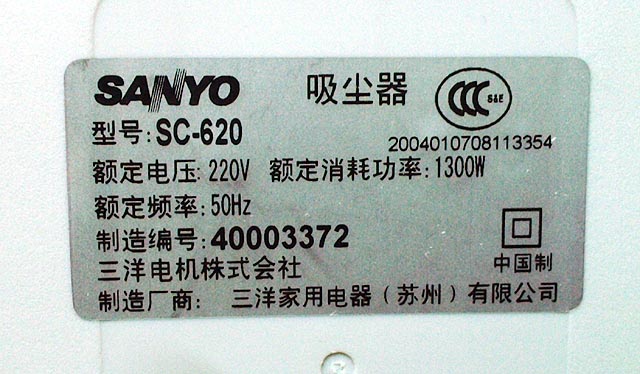 SANYO 吸尘器 CCC S&E
型号: SC-620
2004010708113354
额定电压: 220V 额定消耗功率: 1300W
额定频率: 50Hz
制造编号: 40003372
三洋电机株式会社
中国制
制造厂商: 三洋家用电器（苏州）有限公司